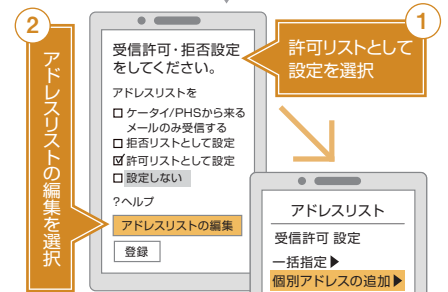 ①
許可リストとして
設定を選択
②
アドレスリストの編集を選択
受信許可・拒否設定
をしてください。
アドレスリストを
ケータイ/PHSから来る
メールのみ受信する
拒否リストとして設定
許可リストとして設定
設定しない
?ヘルプ
アドレスリストの編集
登録
アドレスリスト
受信許可 設定
一括指定▶
個別アドレスの追加▶